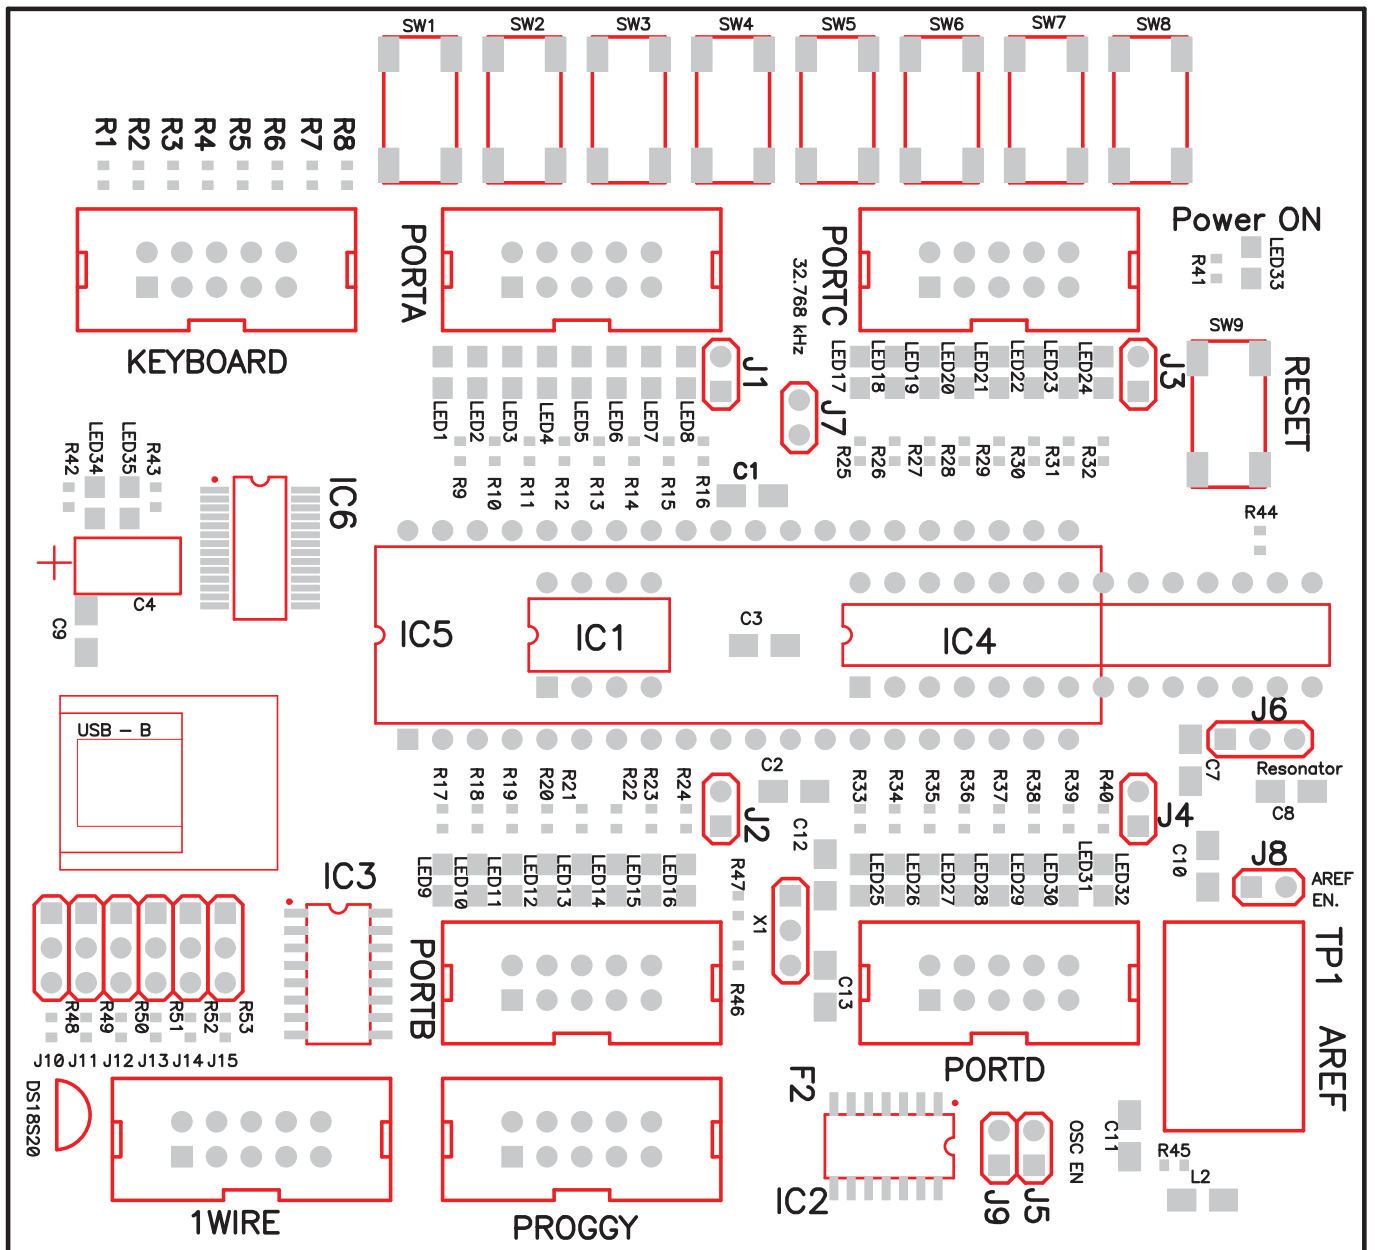 SW1 SW2 SW3 SW4 SW5 SW6 SW7 SW8
R1 R2 R3 R4 R5 R6 R7 R8
KEYBOARD
PORTA
32.768 kHz
PORTC
Power ON
R41
LED33
SW9
RESET
LED1 LED2 LED3 LED4 LED5 LED6 LED7 LED8
J1
J7
LED17 LED18 LED19 LED20 LED21 LED22 LED23 LED24
J3
R42 LED34 LED35 R43
IC6
R9 R10 R11 R12 R13 R14 R15 R16
C1
R25 R26 R27 R28 R29 R30 R31 R32
R44
C4
C9
IC5
IC1
C3
IC4
USB - B
J6
C7
Resonator
C8
R17 R18 R19 R20 R21 R22 R23 R24
J2
C2
C12
R33 R34 R35 R36 R37 R38 R39 R40
J4
C10
J8
AREF
EN.
IC3
LED9 LED10 LED11 LED12 LED13 LED14 LED15 LED16
R47
X1
LED25 LED26 LED27 LED28 LED29 LED30 LED31 LED32
PORTB
R46
C13
TP1
AREF
R48 R49 R50 R51 R52 R53
J10 J11 J12 J13 J14 J15
DS18S20
PORTD
F2
IC2
J9
J5
OSC EN
C11
R45
L2
1WIRE
PROGGY